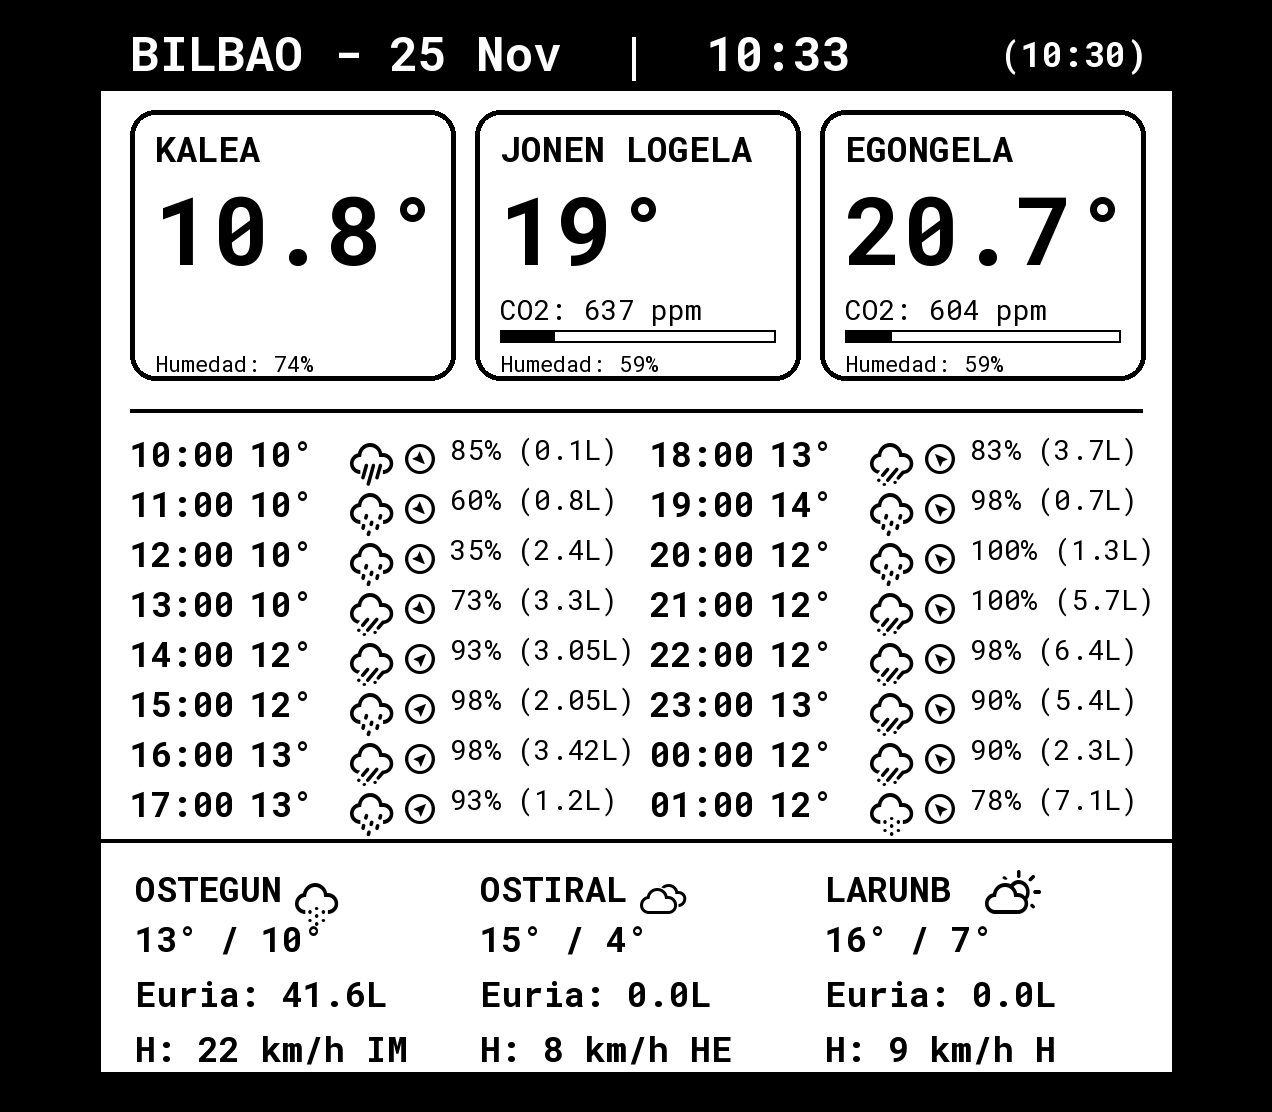 BILBAO - 25 Nov | 10:33 (10:30)
KALEA
10.8°
Humedad: 74%
JONEN LOGELA
19°
CO2: 637 ppm
Humedad: 59%
EGONGELA
20.7°
CO2: 604 ppm
Humedad: 59%
10:00 10° 85% (0.1L)
11:00 10° 60% (0.8L)
12:00 10° 35% (2.4L)
13:00 10° 73% (3.3L)
14:00 12° 93% (3.05L)
15:00 12° 98% (2.05L)
16:00 13° 98% (3.42L)
17:00 13° 93% (1.2L)
18:00 13° 83% (3.7L)
19:00 14° 98% (0.7L)
20:00 12° 100% (1.3L)
21:00 12° 100% (5.7L)
22:00 12° 98% (6.4L)
23:00 13° 90% (5.4L)
00:00 12° 90% (2.3L)
01:00 12° 78% (7.1L)
OSTEGUN
13° / 10°
Euria: 41.6L
H: 22 km/h IM
OSTIRAL
15° / 4°
Euria: 0.0L
H: 8 km/h HE
LARUNB
16° / 7°
Euria: 0.0L
H: 9 km/h H